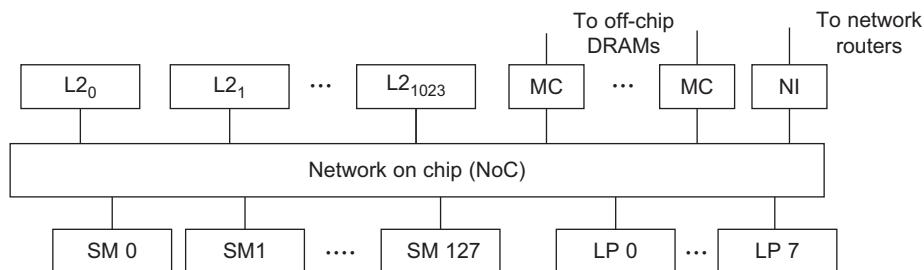 To off-chip
DRAMs
To network
routers
L2₀
L2₁
...
L2₁₀₂₃
MC
...
MC
NI
Network on chip (NoC)
SM 0
SM1
....
SM 127
LP 0
...
LP 7